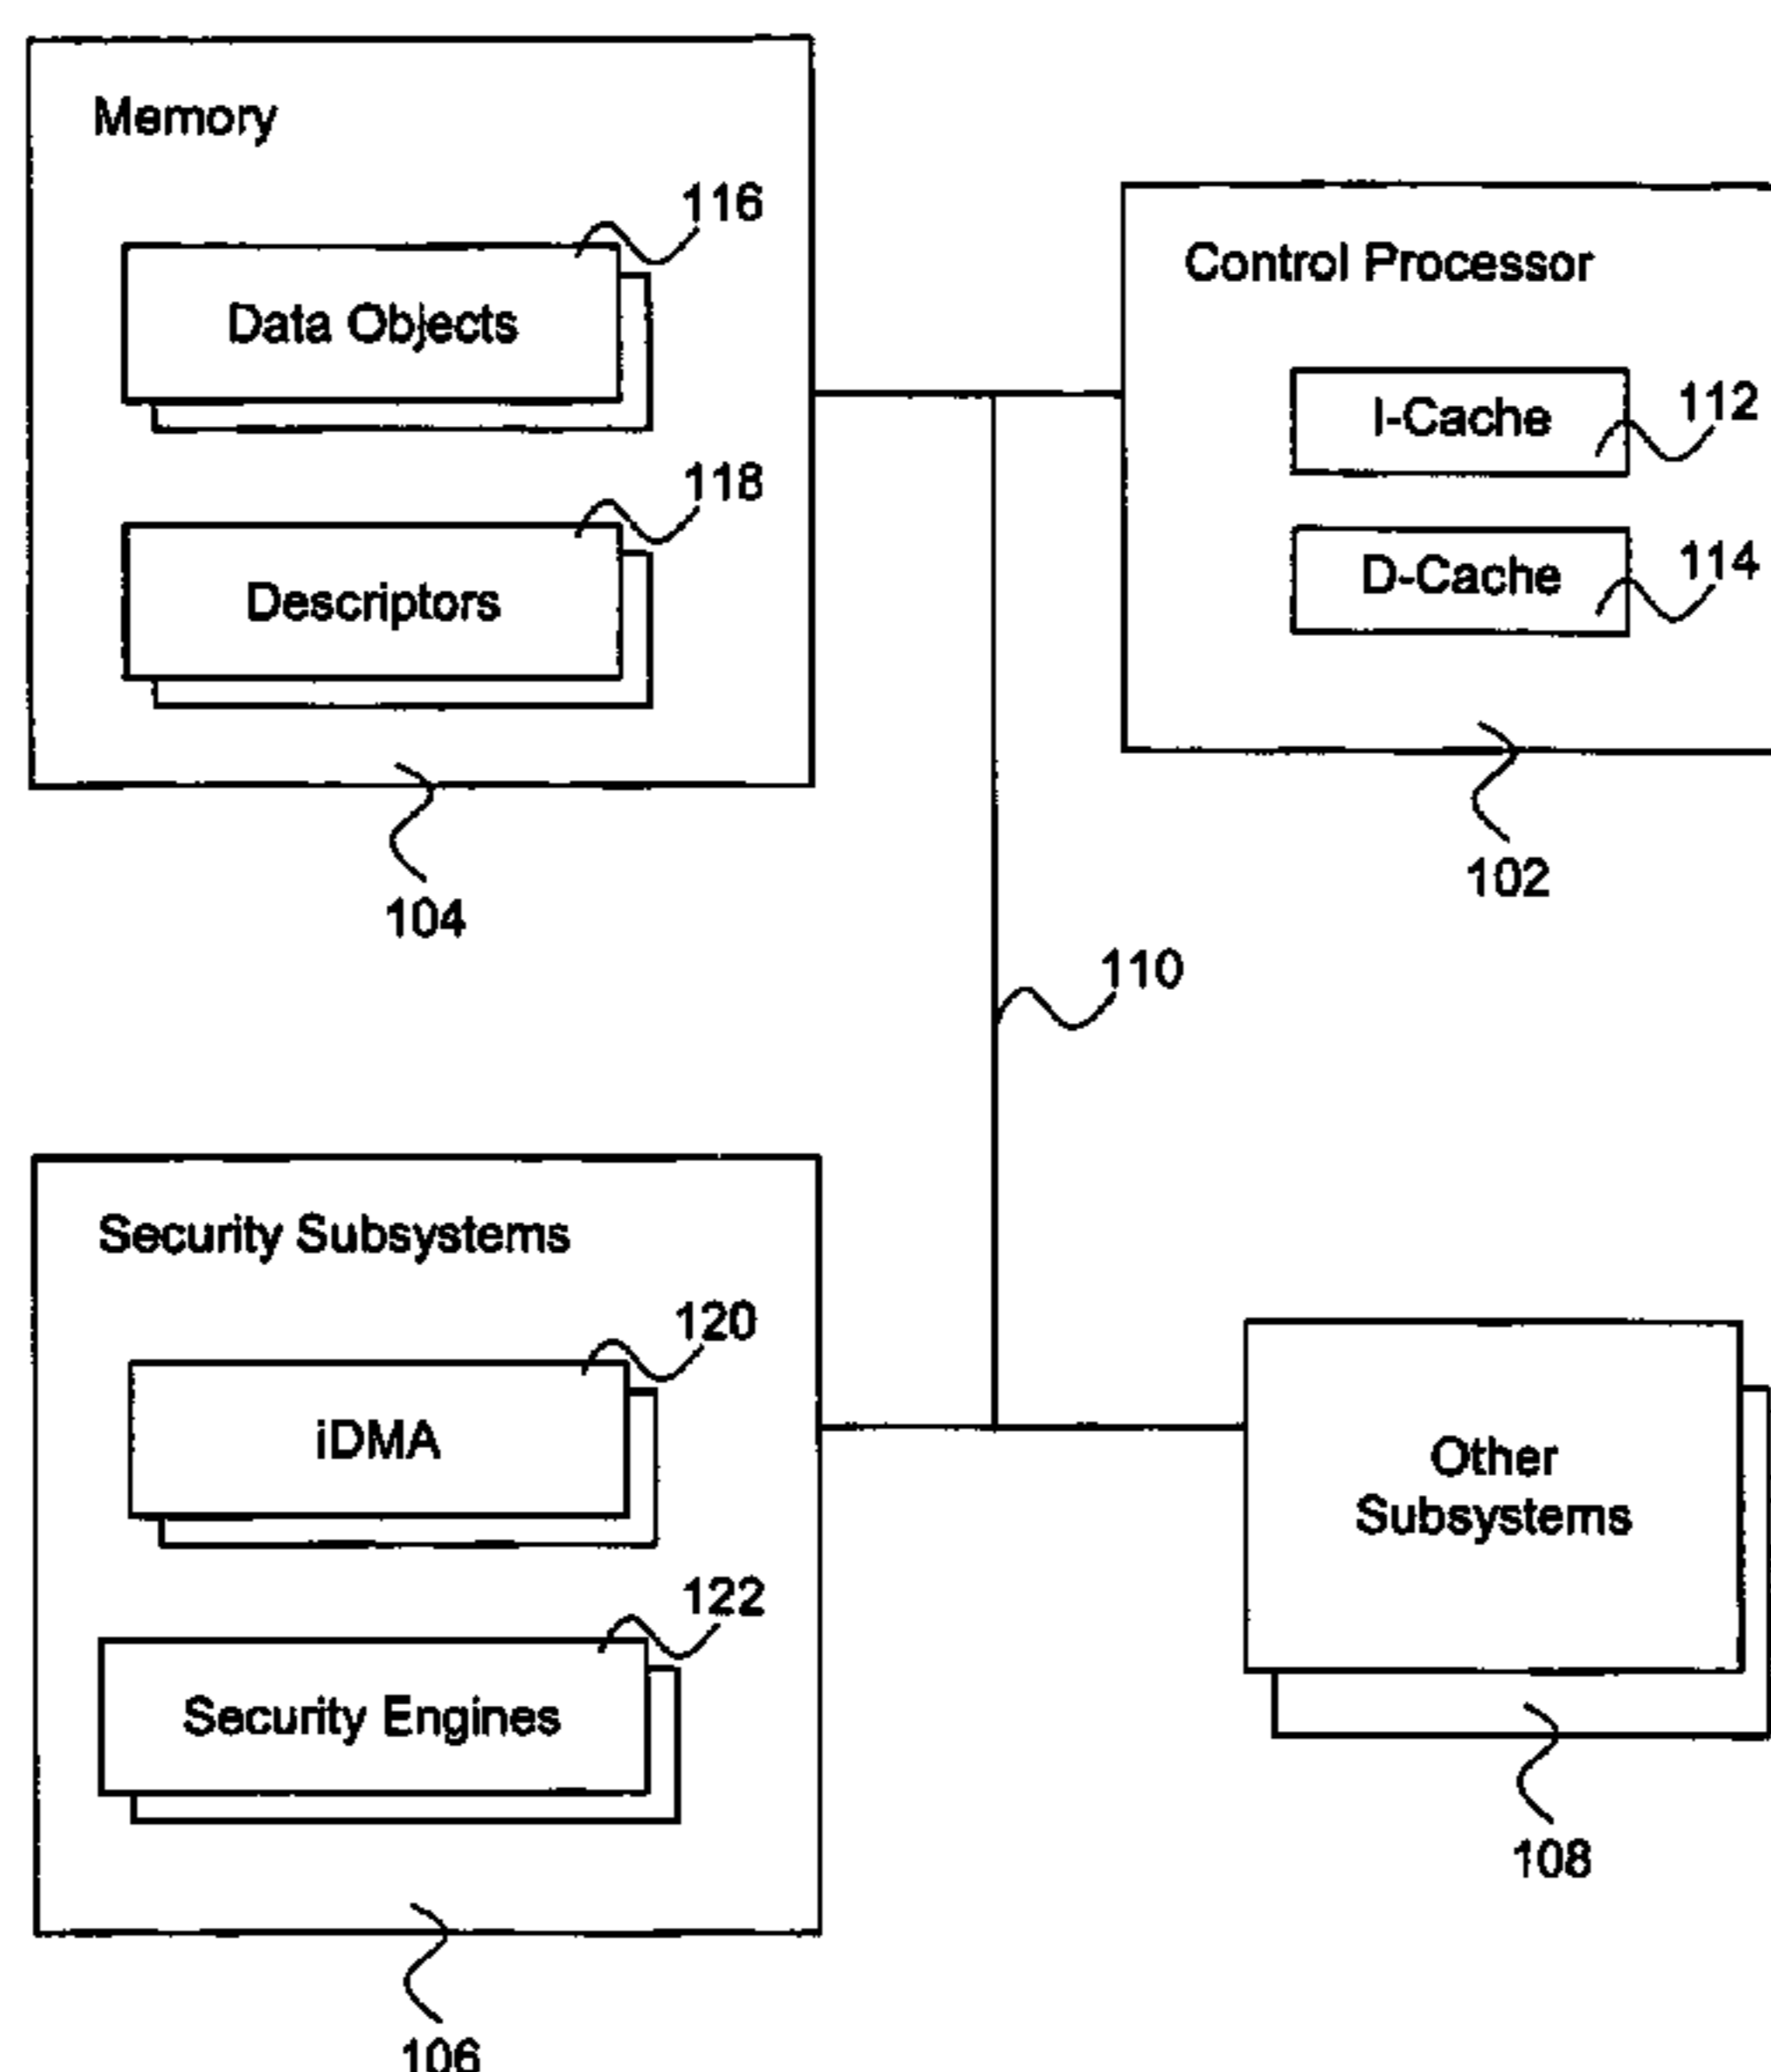 Memory
116
Data Objects
118
Descriptors
104
Control Processor
I-Cache
112
D-Cache
114
102
110
Security Subsystems
120
iDMA
122
Security Engines
106
Other
Subsystems
108